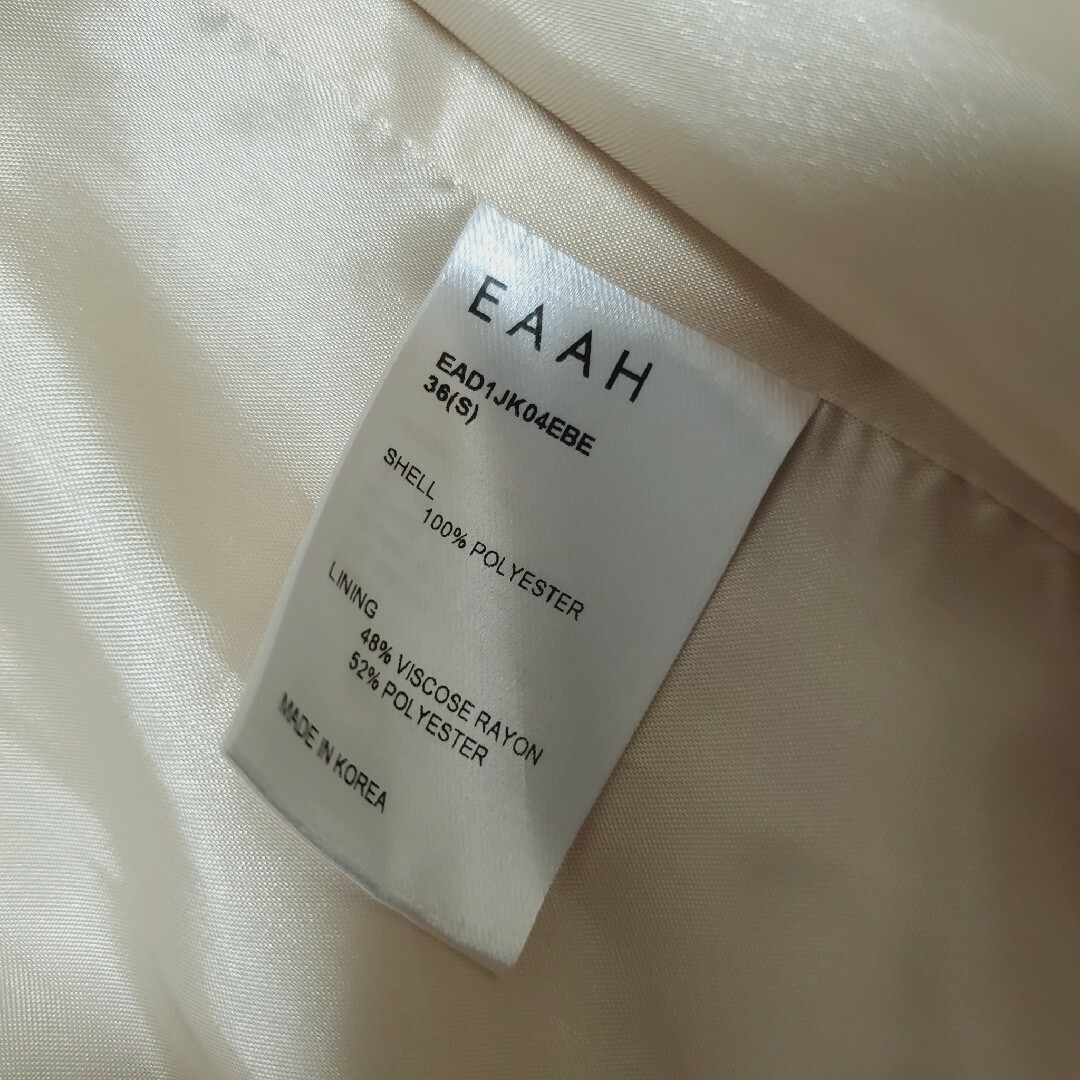 EAAH
EAD1JK04EBE
36(S)
SHELL
100% POLYESTER
LINING
48% VISCOSE RAYON
52% POLYESTER
MADE IN KOREA